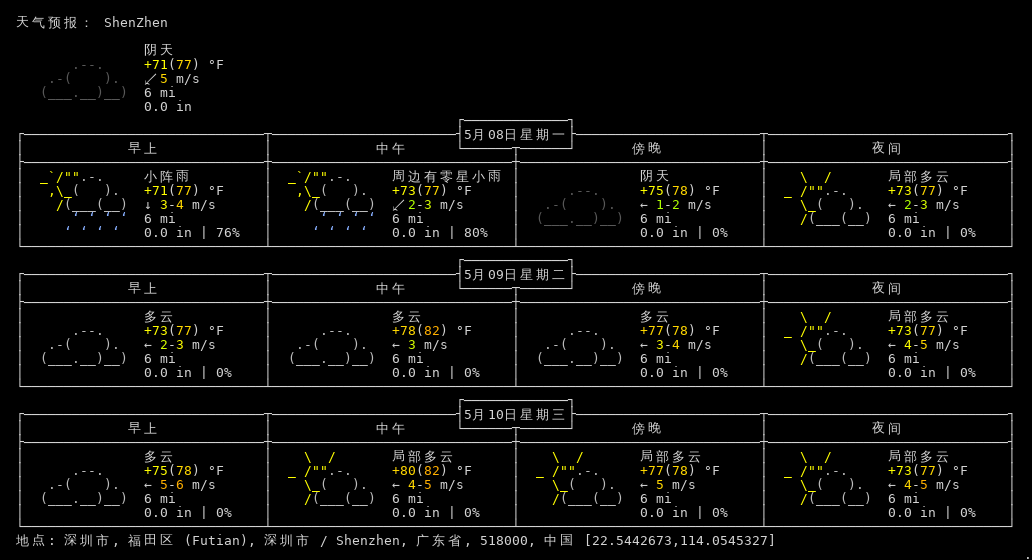 天气预报： ShenZhen
阴天
+71(77) °F
↙ 5 m/s
6 mi
0.0 in
5月08日星期一
早上 中午 傍晚 夜间
小阵雨 周边有零星小雨 阴天 局部多云
+71(77) °F +73(77) °F +75(78) °F +73(77) °F
↓ 3-4 m/s ↙ 2-3 m/s ← 1-2 m/s ← 2-3 m/s
6 mi 6 mi 6 mi 6 mi
0.0 in | 76% 0.0 in | 80% 0.0 in | 0% 0.0 in | 0%
5月09日星期二
早上 中午 傍晚 夜间
多云 多云 多云 局部多云
+73(77) °F +78(82) °F +77(78) °F +73(77) °F
← 2-3 m/s ← 3 m/s ← 3-4 m/s ← 4-5 m/s
6 mi 6 mi 6 mi 6 mi
0.0 in | 0% 0.0 in | 0% 0.0 in | 0% 0.0 in | 0%
5月10日星期三
早上 中午 傍晚 夜间
多云 局部多云 局部多云 局部多云
+75(78) °F +80(82) °F +77(78) °F +73(77) °F
← 5-6 m/s ← 4-5 m/s ← 5 m/s ← 4-5 m/s
6 mi 6 mi 6 mi 6 mi
0.0 in | 0% 0.0 in | 0% 0.0 in | 0% 0.0 in | 0%
地点: 深圳市, 福田区 (Futian), 深圳市 / Shenzhen, 广东省, 518000, 中国 [22.5442673,114.0545327]